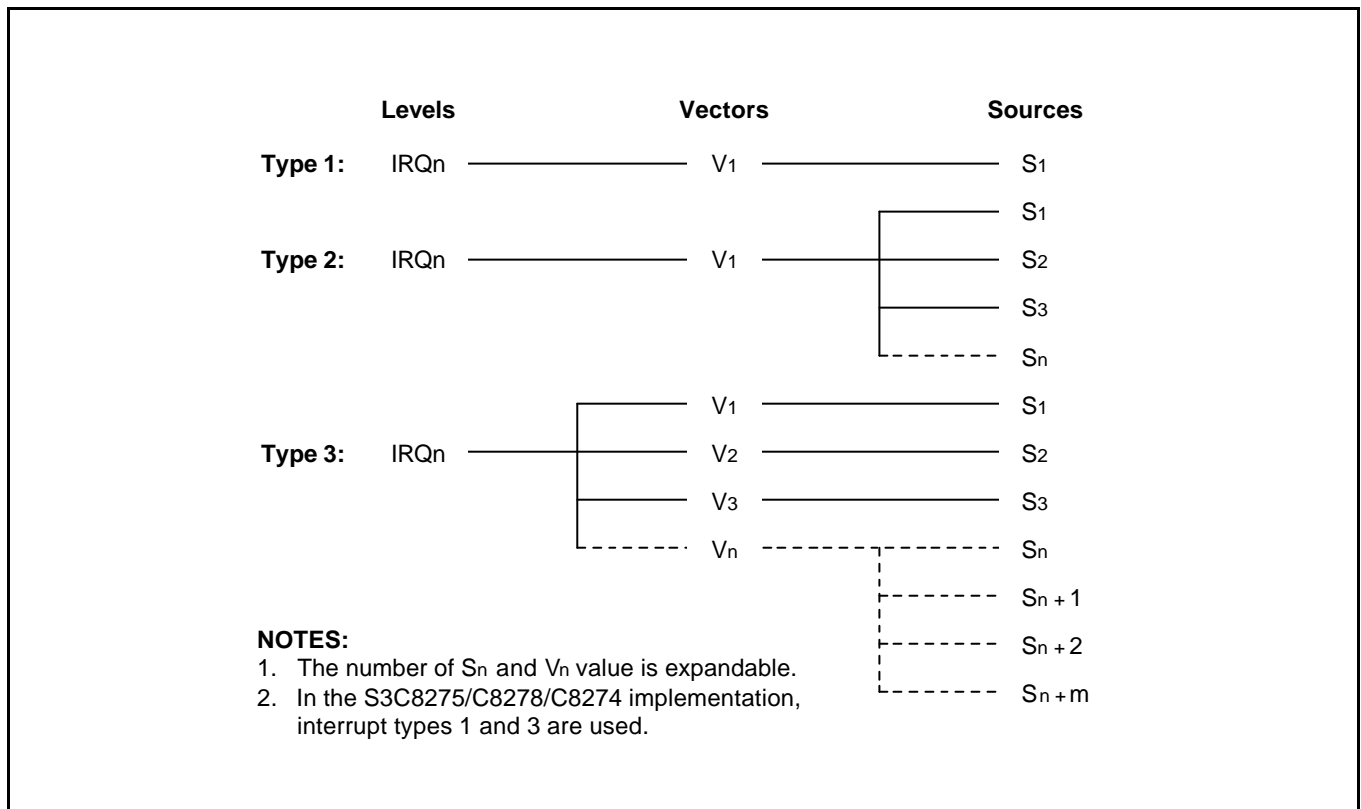 Levels Vectors Sources
Type 1: IRQn V1 S1
S1
Type 2: IRQn V1 S2
S3
Sn
V1 S1
Type 3: IRQn V2 S2
V3 S3
Vn Sn
Sn + 1
Sn + 2
Sn + m
NOTES:
1. The number of Sn and Vn value is expandable.
2. In the S3C8275/C8278/C8274 implementation,
interrupt types 1 and 3 are used.